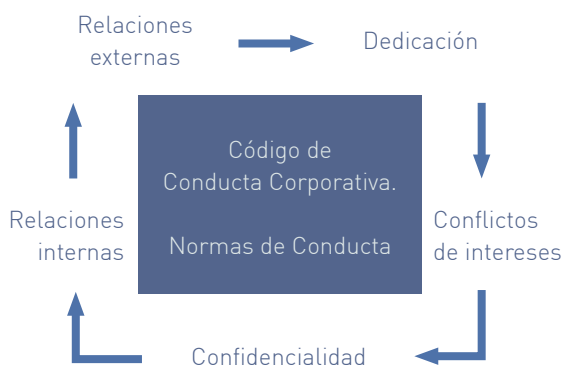 Relaciones
externas
Dedicación
Código de
Conducta Corporativa.
Normas de Conducta
Relaciones
internas
Conflictos
de intereses
Confidencialidad